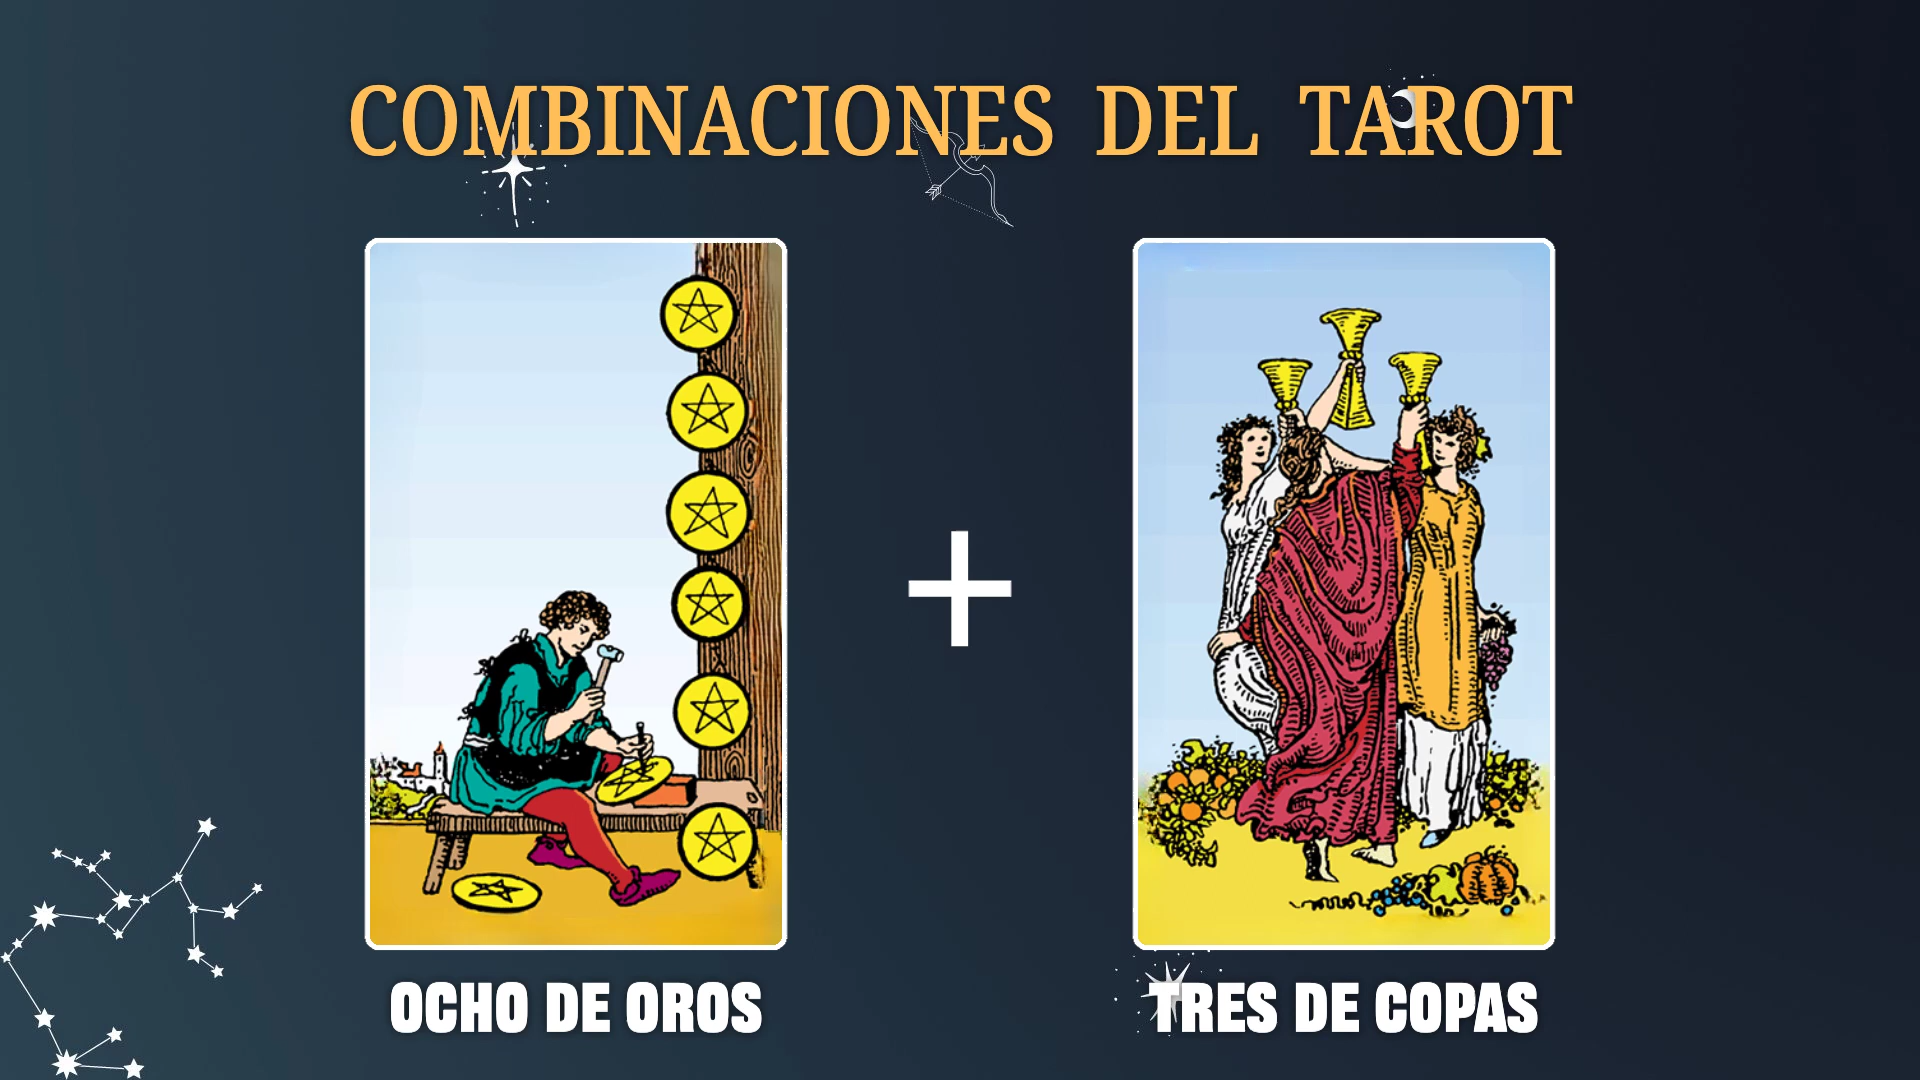 COMBINACIONES DEL TAROT
+
OCHO DE OROS
TRES DE COPAS